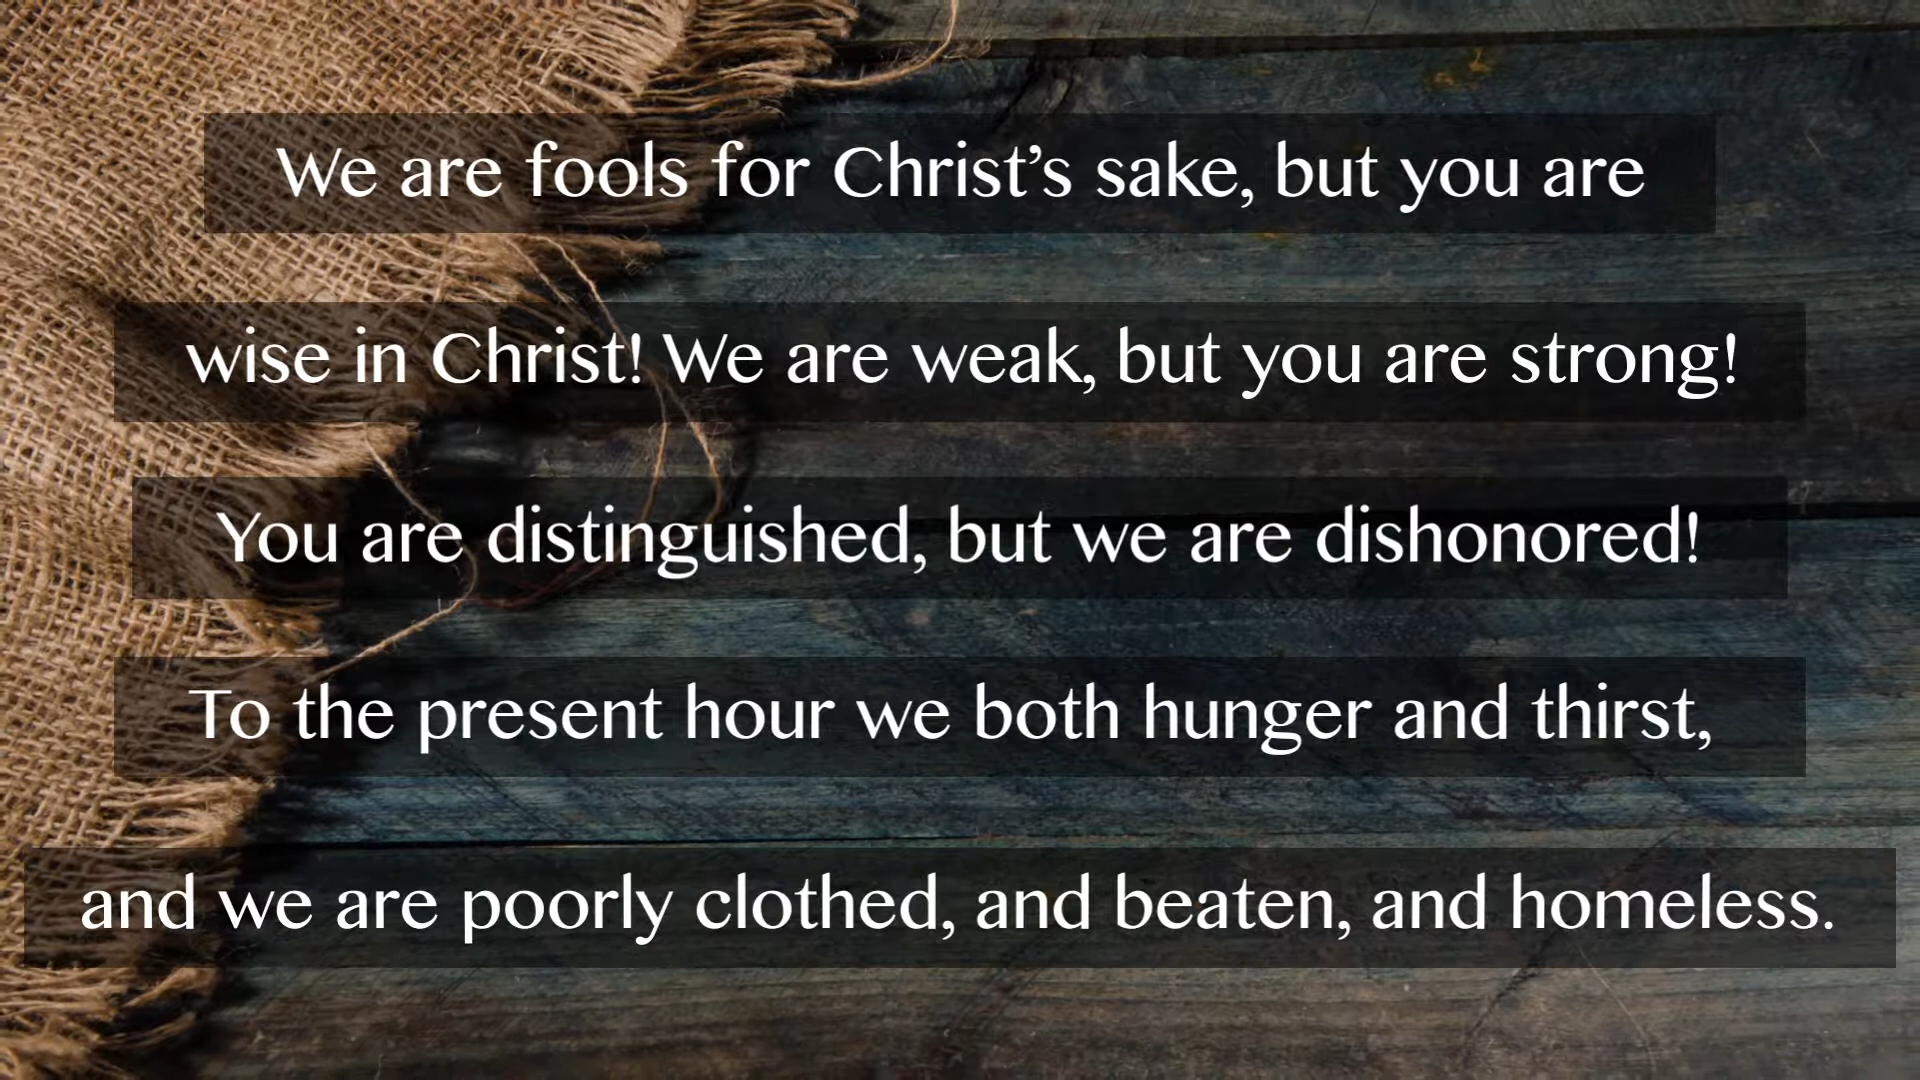 We are fools for Christ’s sake, but you are
wise in Christ! We are weak, but you are strong!
You are distinguished, but we are dishonored!
To the present hour we both hunger and thirst,
and we are poorly clothed, and beaten, and homeless.